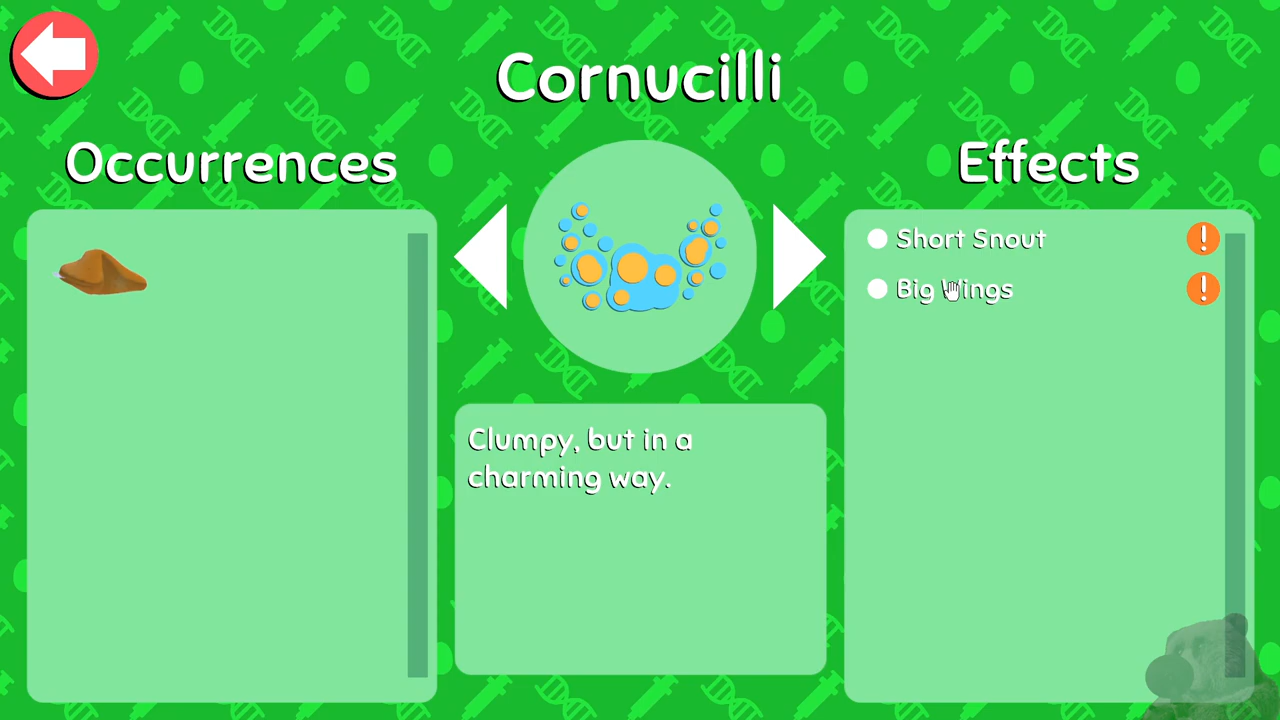 Cornucilli
Occurrences
Effects
Short Snout
!
Big Wings
!
Clumpy, but in a
charming way.